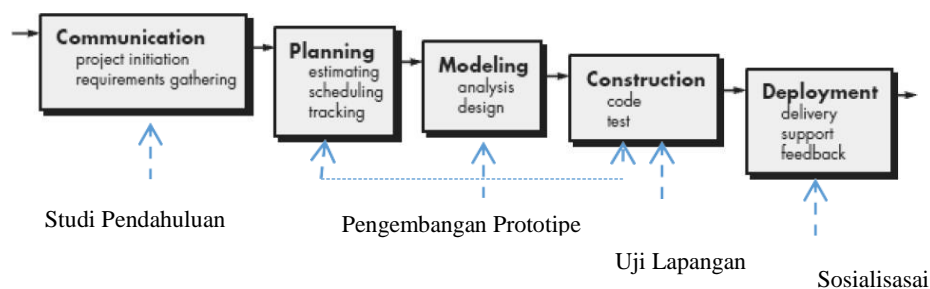 Communication
project initiation
requirements gathering
Planning
estimating
scheduling
tracking
Modeling
analysis
design
Construction
code
test
Deployment
delivery
support
feedback
Studi Pendahuluan
Pengembangan Prototipe
Uji Lapangan
Sosialisasai